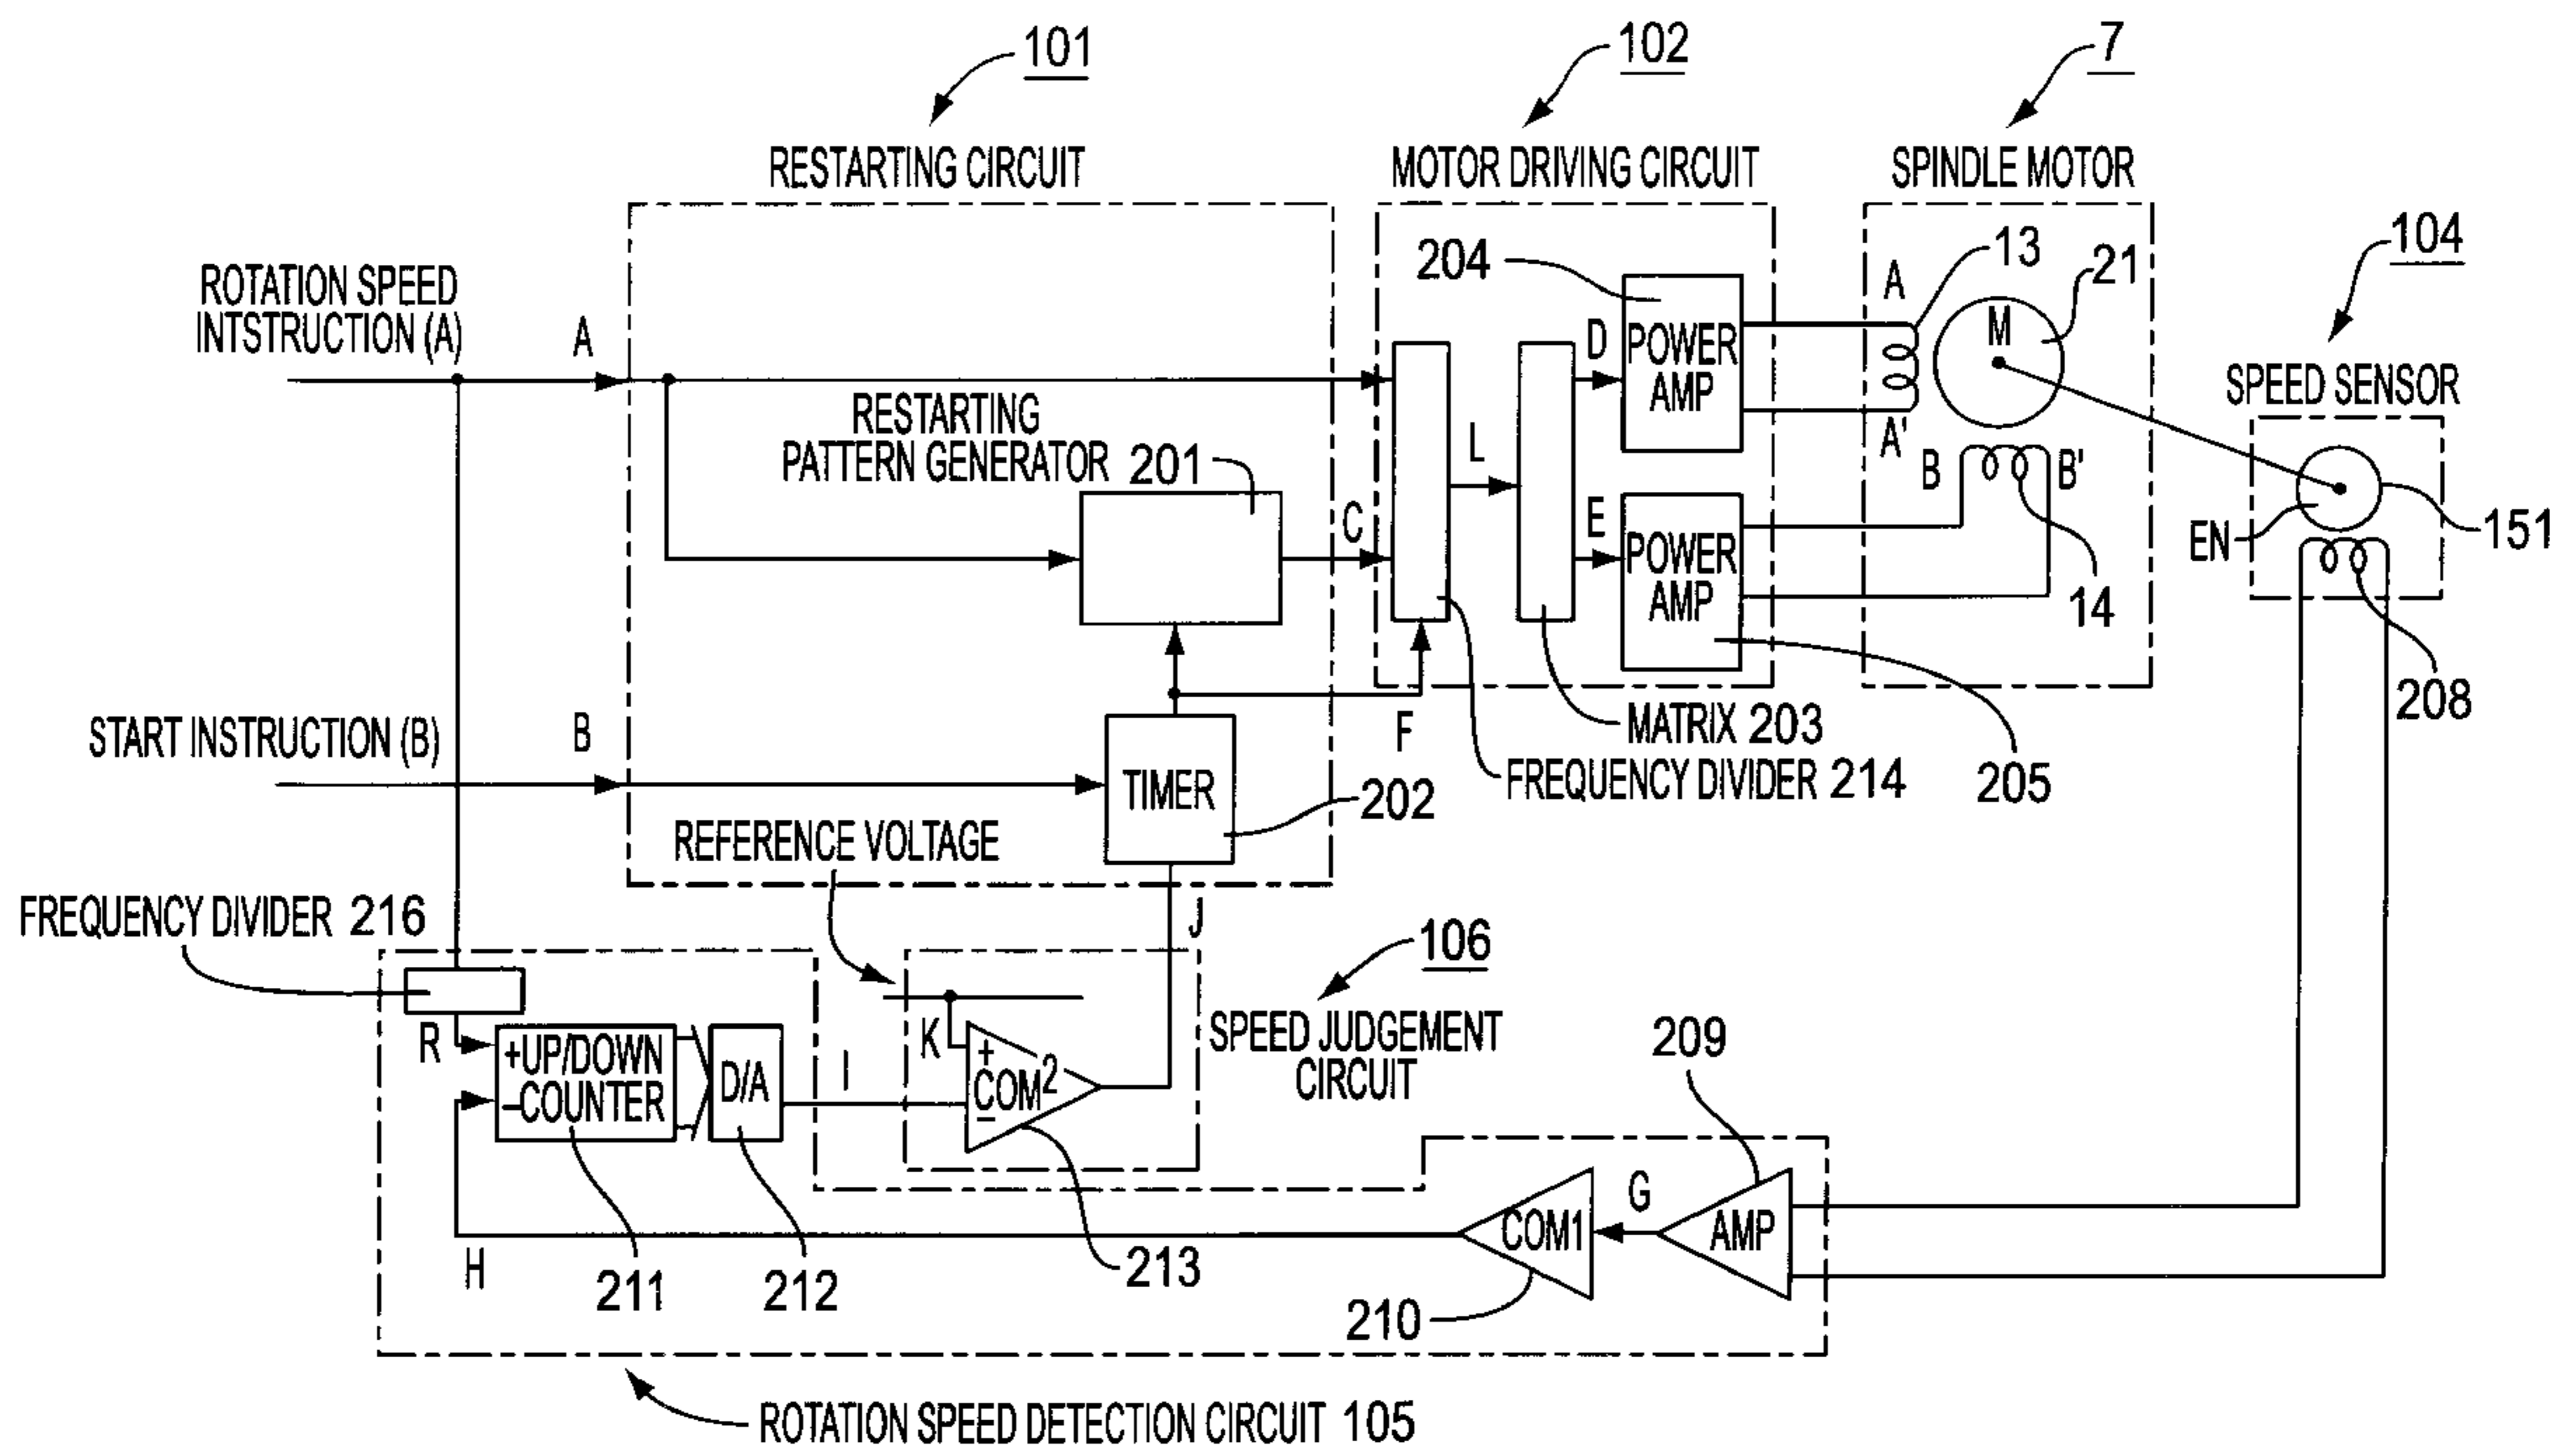 101
102
7
RESTARTING CIRCUIT
MOTOR DRIVING CIRCUIT
SPINDLE MOTOR
104
SPEED SENSOR
ROTATION SPEED
INTSTRUCTION (A)
A
RESTARTING
PATTERN GENERATOR 201
C
L
D
E
204
POWER
AMP
POWER
AMP
A
13
21
M
A'
B
B'
14
EN
151
208
START INSTRUCTION (B)
B
TIMER
202
F
MATRIX 203
FREQUENCY DIVIDER 214
205
REFERENCE VOLTAGE
FREQUENCY DIVIDER 216
J
106
SPEED JUDGEMENT
CIRCUIT
R
+UP/DOWN
-COUNTER
D/A
I
K
+
COM2
-
209
G
COM1
AMP
H
211
212
213
210
ROTATION SPEED DETECTION CIRCUIT 105